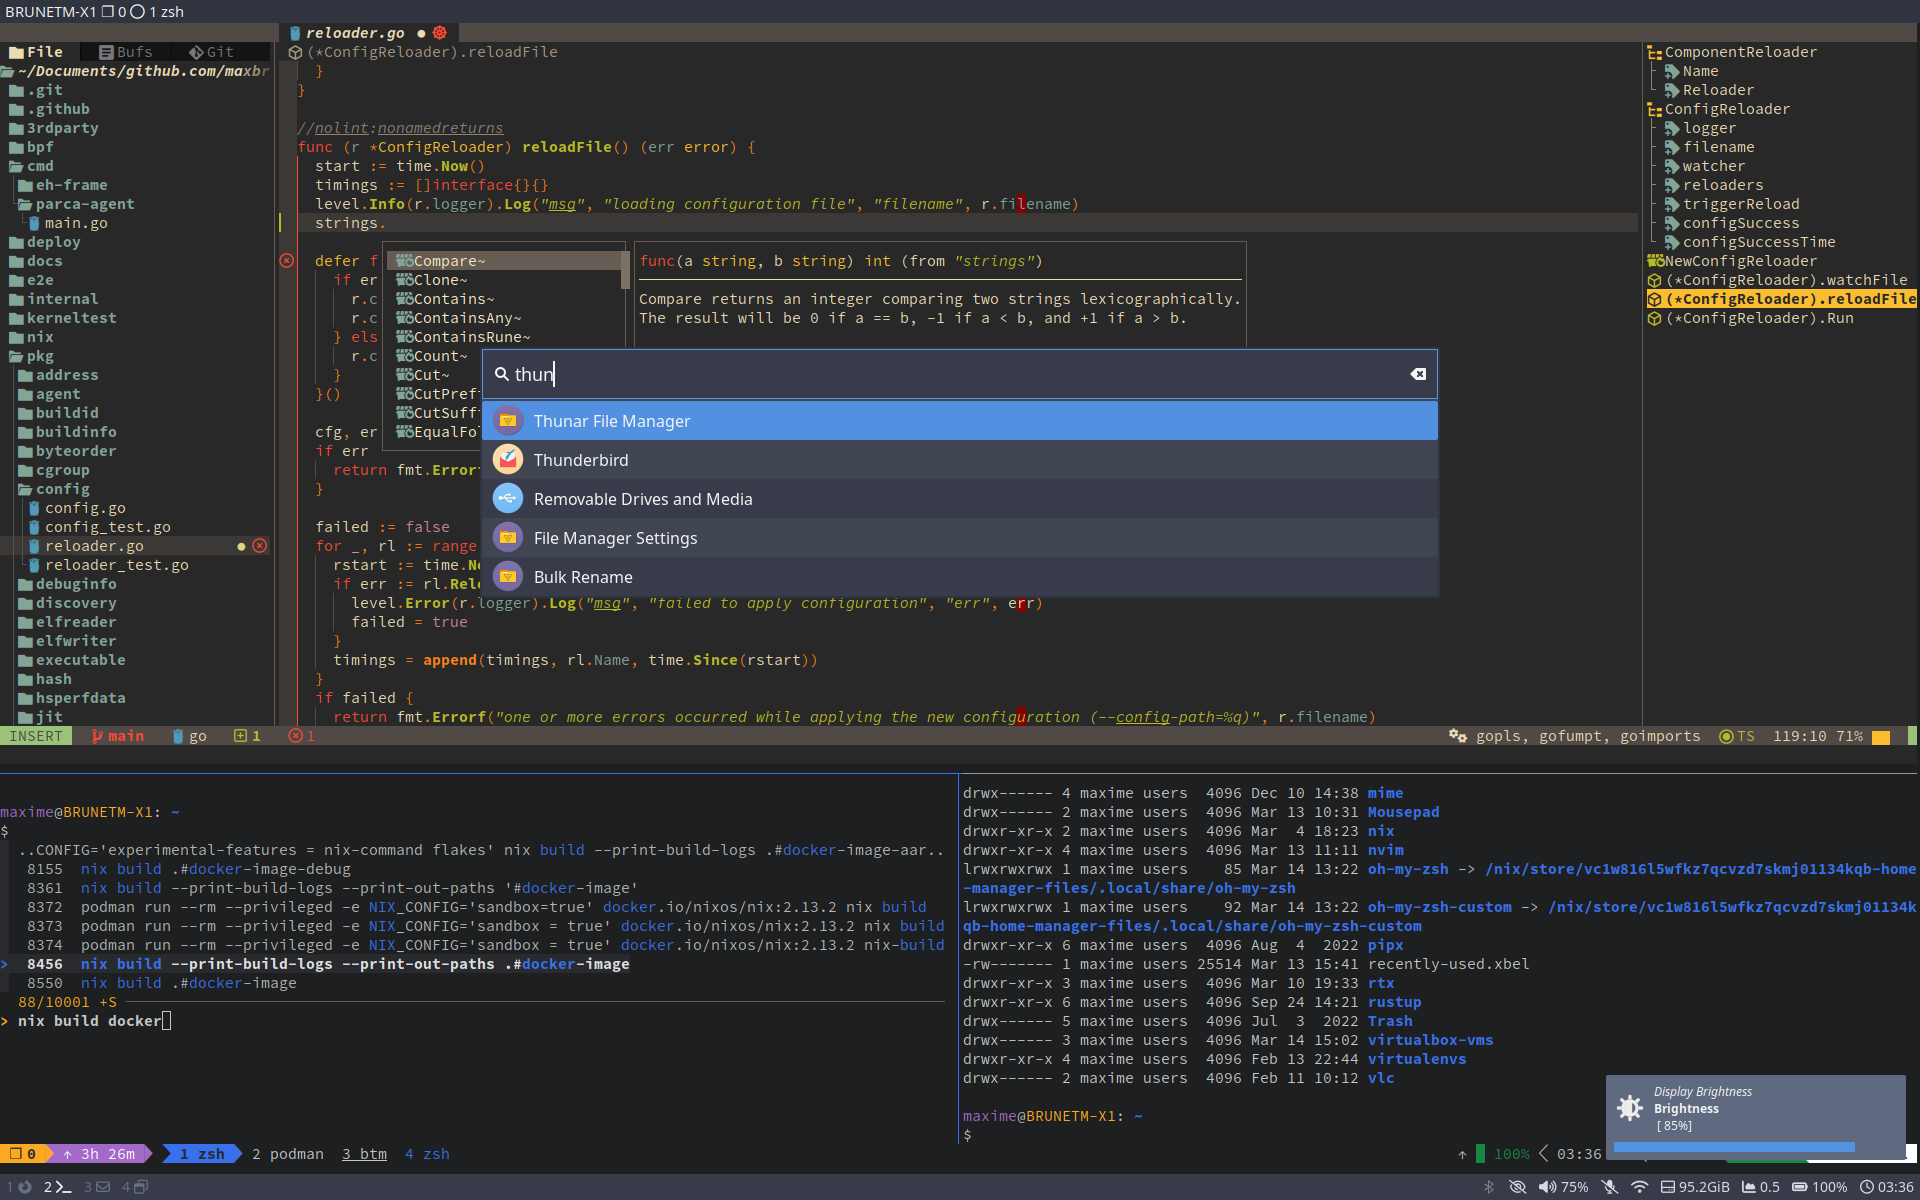 BRUNETM-X1 ❐ 0 1 zsh
File Bufs Git
~/Documents/github.com/maxbr
.git
.github
3rdparty
bpf
cmd
eh-frame
parca-agent
main.go
deploy
docs
e2e
internal
kerneltest
nix
pkg
address
agent
buildid
buildinfo
byteorder
cgroup
config
config.go
config_test.go
reloader.go
reloader_test.go
debuginfo
discovery
elfreader
elfwriter
executable
hash
hsperfdata
jit
reloader.go
(*ConfigReloader).reloadFile
}
}
//nolint:nonamedreturns
func (r *ConfigReloader) reloadFile() (err error) {
start := time.Now()
timings := []interface{}{}
level.Info(r.logger).Log("msg", "loading configuration file", "filename", r.filename)
strings.
defer f
if er
r.c
r.c
} els
r.c
}
}()
cfg, er
if err
return fmt.Error
}
failed := false
for _, rl := range
rstart := time.N
if err := rl.Rel
level.Error(r.logger).Log("msg", "failed to apply configuration", "err", err)
failed = true
}
timings = append(timings, rl.Name, time.Since(rstart))
}
if failed {
return fmt.Errorf("one or more errors occurred while applying the new configuration (--config-path=%q)", r.filename)
Compare~
Clone~
Contains~
ContainsAny~
ContainsRune~
Count~
Cut~
CutPref
CutSuff
EqualFo
func(a string, b string) int (from "strings")
Compare returns an integer comparing two strings lexicographically.
The result will be 0 if a == b, -1 if a < b, and +1 if a > b.
thun
Thunar File Manager
Thunderbird
Removable Drives and Media
File Manager Settings
Bulk Rename
ComponentReloader
Name
Reloader
ConfigReloader
logger
filename
watcher
reloaders
triggerReload
configSuccess
configSuccessTime
NewConfigReloader
(*ConfigReloader).watchFile
(*ConfigReloader).reloadFile
(*ConfigReloader).Run
INSERT main go 1 1 gopls, gofumpt, goimports TS 119:10 71%
maxime@BRUNETM-X1: ~
$
..CONFIG='experimental-features = nix-command flakes' nix build --print-build-logs .#docker-image-aar..
8155 nix build .#docker-image-debug
8361 nix build --print-build-logs --print-out-paths '#docker-image'
8372 podman run --rm --privileged -e NIX_CONFIG='sandbox=true' docker.io/nixos/nix:2.13.2 nix build
8373 podman run --rm --privileged -e NIX_CONFIG='sandbox = true' docker.io/nixos/nix:2.13.2 nix build
8374 podman run --rm --privileged -e NIX_CONFIG='sandbox = true' docker.io/nixos/nix:2.13.2 nix-build
> 8456 nix build --print-build-logs --print-out-paths .#docker-image
8550 nix build .#docker-image
88/10001 +S
> nix build docker
drwx------ 4 maxime users 4096 Dec 10 14:38 mime
drwx------ 2 maxime users 4096 Mar 13 10:31 Mousepad
drwxr-xr-x 2 maxime users 4096 Mar 4 18:23 nix
drwxr-xr-x 4 maxime users 4096 Mar 13 11:11 nvim
lrwxrwxrwx 1 maxime users 85 Mar 14 13:22 oh-my-zsh -> /nix/store/vc1w816l5wfkz7qcvzd7skmj01134kqb-home
-manager-files/.local/share/oh-my-zsh
lrwxrwxrwx 1 maxime users 92 Mar 14 13:22 oh-my-zsh-custom -> /nix/store/vc1w816l5wfkz7qcvzd7skmj01134k
qb-home-manager-files/.local/share/oh-my-zsh-custom
drwxr-xr-x 6 maxime users 4096 Aug 4 2022 pipx
-rw------- 1 maxime users 25514 Mar 13 15:41 recently-used.xbel
drwxr-xr-x 3 maxime users 4096 Mar 10 19:33 rtx
drwxr-xr-x 6 maxime users 4096 Sep 24 14:21 rustup
drwx------ 5 maxime users 4096 Jul 3 2022 Trash
drwx------ 3 maxime users 4096 Mar 14 15:02 virtualbox-vms
drwxr-xr-x 4 maxime users 4096 Feb 13 22:44 virtualenvs
drwx------ 2 maxime users 4096 Feb 11 10:12 vlc
maxime@BRUNETM-X1: ~
$
Display Brightness
Brightness
[ 85%]
❐ 0 ↑ 3h 26m 1 zsh 2 podman 3 btm 4 zsh ↑ 100% 03:36
1 2 3 4 75% 95.2GiB 0.5 100% 03:36